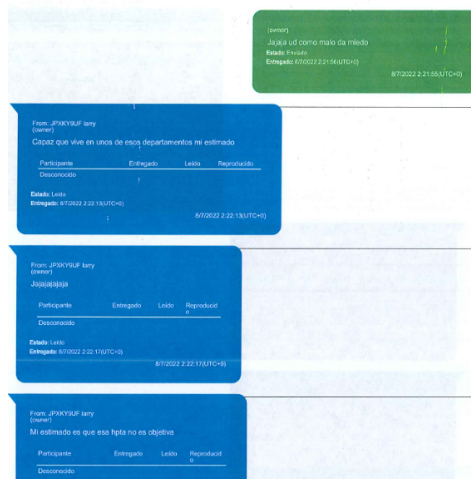 (owner)
Jajaja ud como malo da miedo
Estado: Enviado
Entregado: 8/7/2022 2:21:56(UTC+0)
8/7/2022 2:21:55(UTC+0)
From: JPXKY9UF larry
(owner)
Capaz que vive en unos de esos departamentos mi estimado
Participante Entregado Leído Reproducido
Desconocido
Estado: Leído
Entregado: 8/7/2022 2:22:13(UTC+0)
8/7/2022 2:22:13(UTC+0)
From: JPXKY9UF larry
(owner)
Jajajajajaja
Participante Entregado Leído Reproducid
o
Desconocido
Estado: Leído
Entregado: 8/7/2022 2:22:17(UTC+0)
8/7/2022 2:22:17(UTC+0)
From: JPXKY9UF larry
(owner)
Mi estimado es que esa hpta no es objetiva
Participante Entregado Leído Reproducid
o
Desconocido